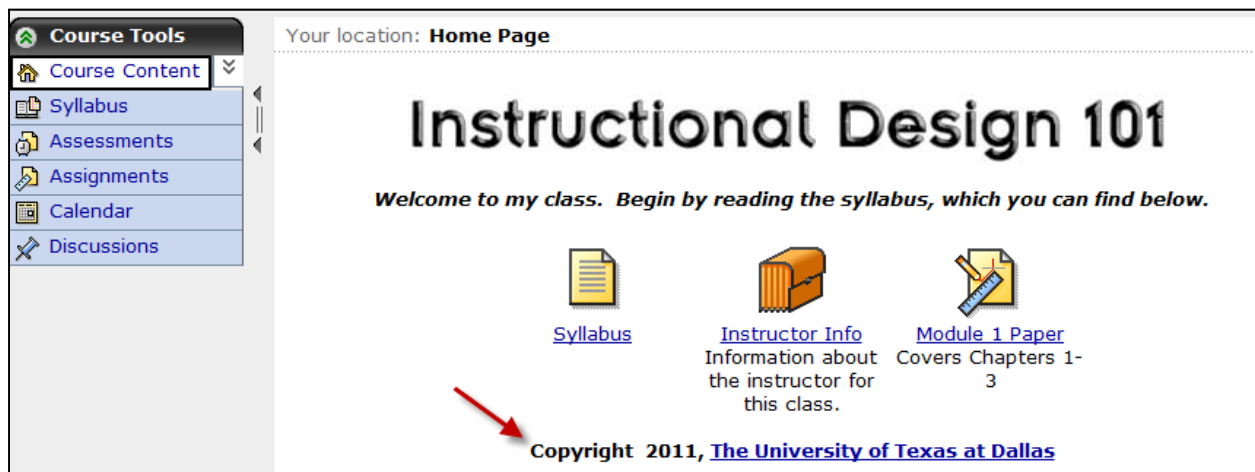 Course Tools
Course Content
Syllabus
Assessments
Assignments
Calendar
Discussions
Your location: Home Page
Instructional Design 101
Welcome to my class.  Begin by reading the syllabus, which you can find below.
Syllabus
Instructor Info
Information about
the instructor for
this class.
Module 1 Paper
Covers Chapters 1-
3
Copyright  2011, The University of Texas at Dallas